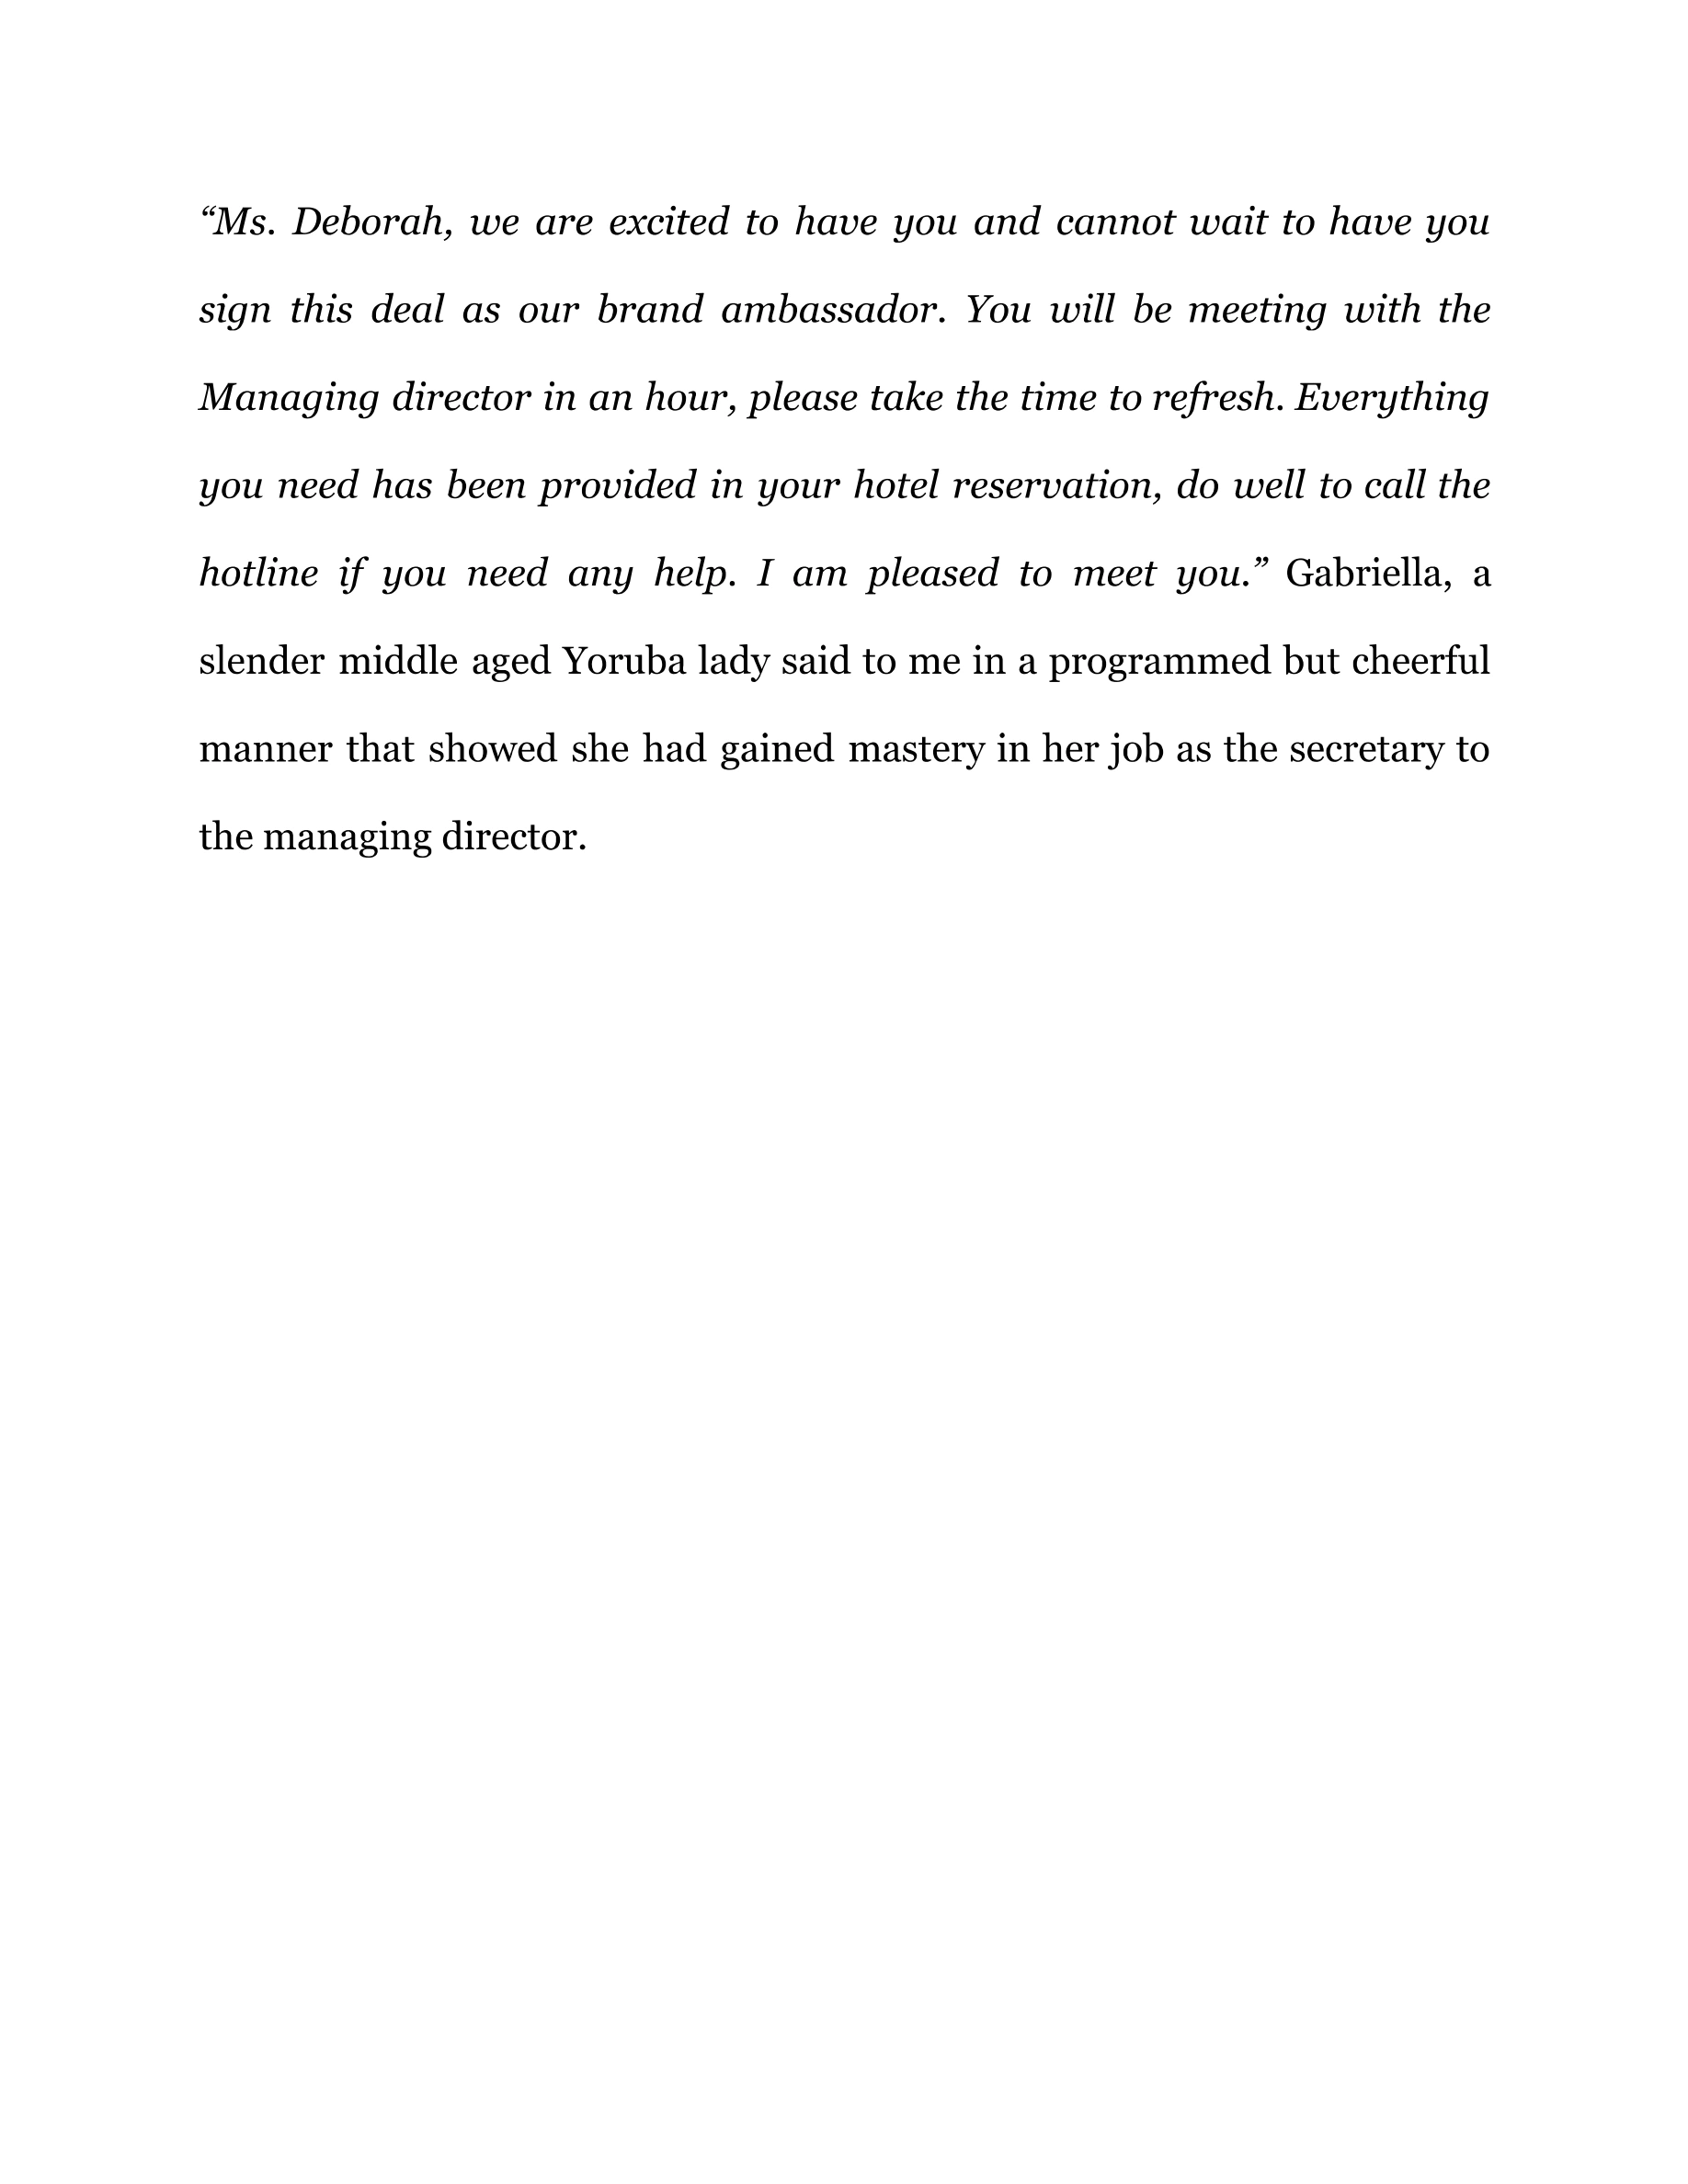 “Ms. Deborah, we are excited to have you and cannot wait to have you
sign this deal as our brand ambassador. You will be meeting with the
Managing director in an hour, please take the time to refresh. Everything
you need has been provided in your hotel reservation, do well to call the
hotline if you need any help. I am pleased to meet you.” Gabriella, a
slender middle aged Yoruba lady said to me in a programmed but cheerful
manner that showed she had gained mastery in her job as the secretary to
the managing director.